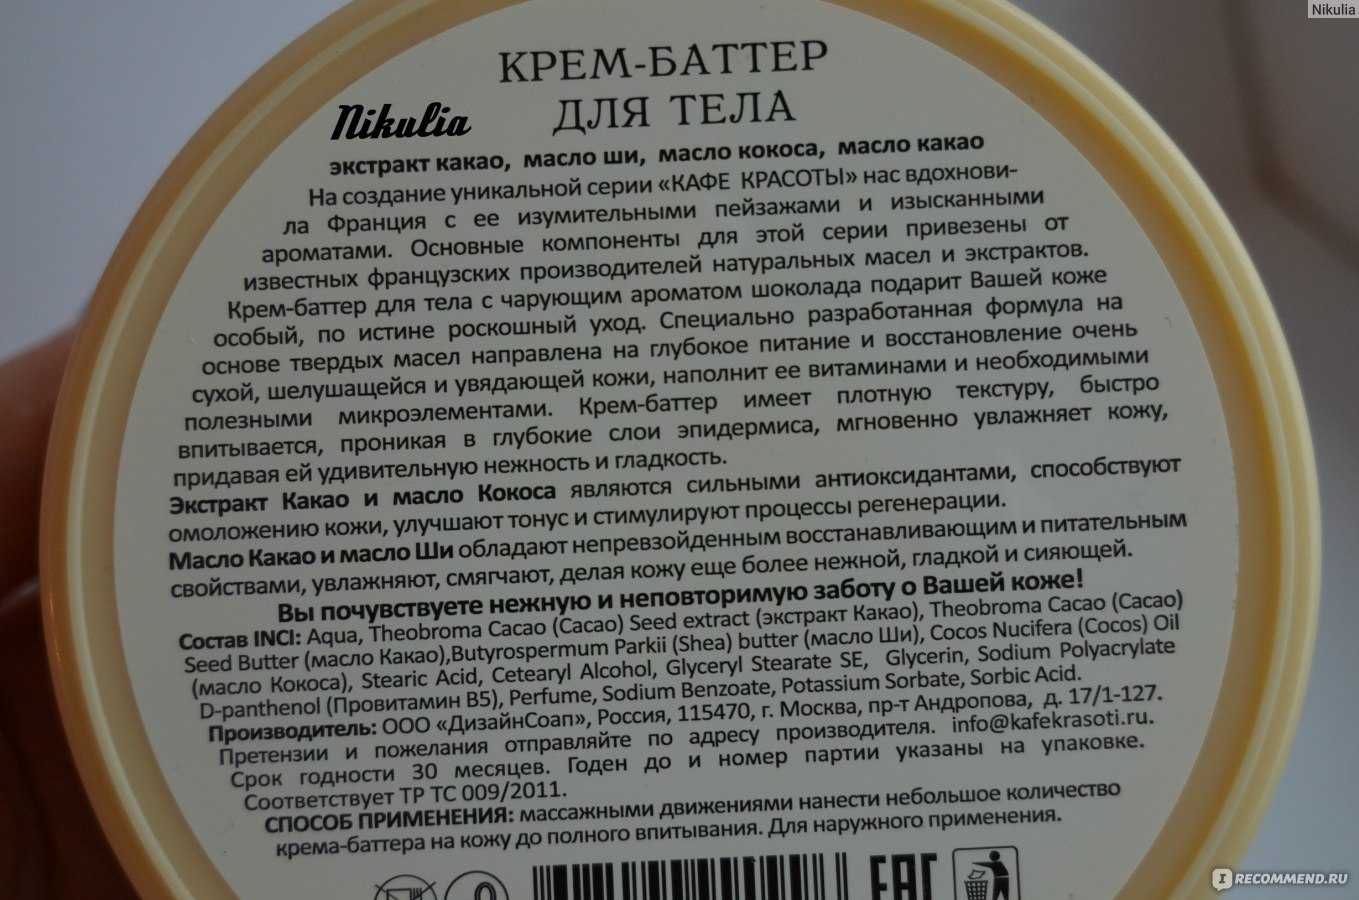 Nikulia
КРЕМ-БАТТЕР
ДЛЯ ТЕЛА
Nikulia
экстракт какао, масло ши, масло кокоса, масло какао
На создание уникальной серии «КАФЕ КРАСОТЫ» нас вдохнови-
ла Франция с ее изумительными пейзажами и изысканными
ароматами. Основные компоненты для этой серии привезены от
известных французских производителей натуральных масел и экстрактов.
Крем-баттер для тела с чарующим ароматом шоколада подарит Вашей коже
особый, по истине роскошный уход. Специально разработанная формула на
основе твердых масел направлена на глубокое питание и восстановление очень
сухой, шелушащейся и увядающей кожи, наполнит ее витаминами и необходимыми
полезными микроэлементами. Крем-баттер имеет плотную текстуру, быстро
впитывается, проникая в глубокие слои эпидермиса, мгновенно увлажняет кожу,
придавая ей удивительную нежность и гладкость.
Экстракт Какао и масло Кокоса являются сильными антиоксидантами, способствуют
омоложению кожи, улучшают тонус и стимулируют процессы регенерации.
Масло Какао и масло Ши обладают непревзойденным восстанавливающим и питательным
свойствами, увлажняют, смягчают, делая кожу еще более нежной, гладкой и сияющей.
Вы почувствуете нежную и неповторимую заботу о Вашей коже!
Состав INCI: Aqua, Theobroma Cacao (Cacao) Seed extract (экстракт Какао), Theobroma Cacao (Cacao)
Seed Butter (масло Какао),Butyrospermum Parkii (Shea) butter (масло Ши), Cocos Nucifera (Cocos) Oil
(масло Кокоса), Stearic Acid, Cetearyl Alcohol, Glyceryl Stearate SE, Glycerin, Sodium Polyacrylate
D-panthenol (Провитамин B5), Perfume, Sodium Benzoate, Potassium Sorbate, Sorbic Acid.
Производитель: ООО «ДизайнСоап», Россия, 115470, г. Москва, пр-т Андропова, д. 17/1-127.
Претензии и пожелания отправляйте по адресу производителя. info@kafekrasoti.ru.
Срок годности 30 месяцев. Годен до и номер партии указаны на упаковке.
Соответствует ТР ТС 009/2011.
СПОСОБ ПРИМЕНЕНИЯ: массажными движениями нанести небольшое количество
крема-баттера на кожу до полного впитывания. Для наружного применения.
EAC
IRECOMMEND.RU